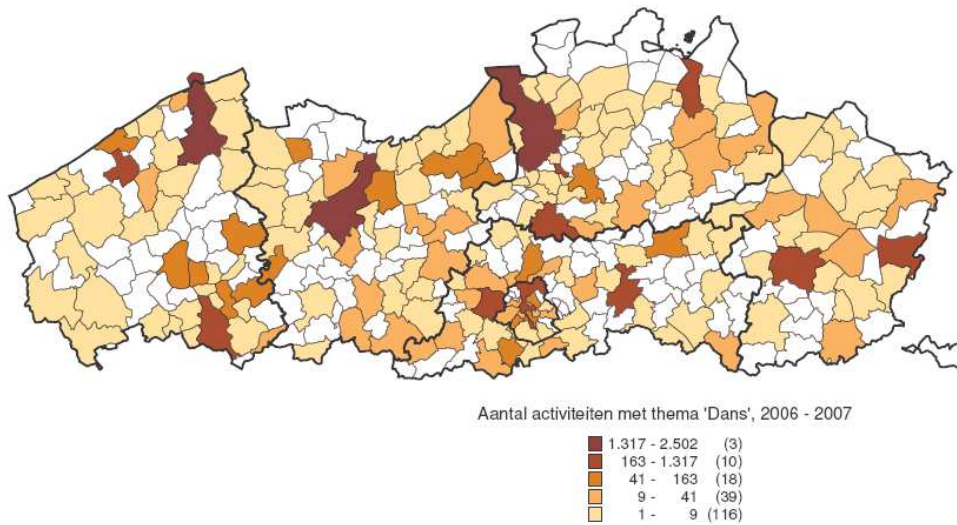 Aantal activiteiten met thema 'Dans', 2006 - 2007
1.317 - 2.502 (3)
163 - 1.317 (10)
41 - 163 (18)
9 - 41 (39)
1 - 9 (116)